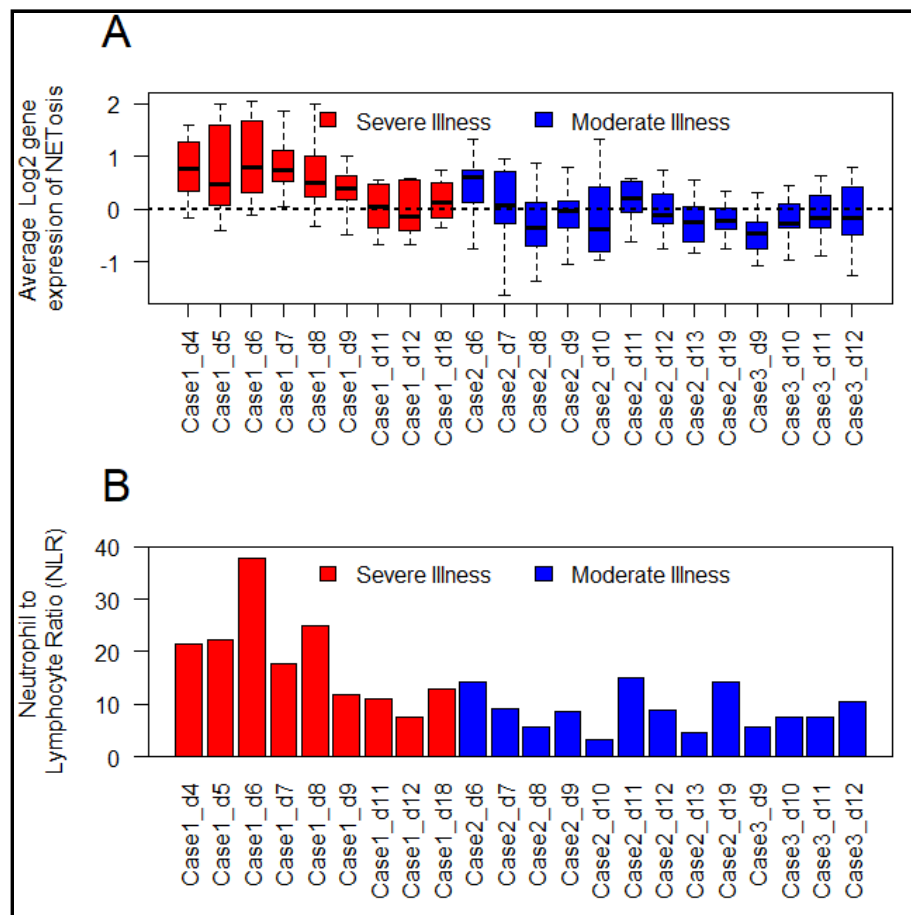 A
Average Log2 gene
expression of NETosis
2
1
0
-1
Severe Illness
Moderate Illness
Case1_d4
Case1_d5
Case1_d6
Case1_d7
Case1_d8
Case1_d9
Case1_d11
Case1_d12
Case1_d18
Case2_d6
Case2_d7
Case2_d8
Case2_d9
Case2_d10
Case2_d11
Case2_d12
Case2_d13
Case2_d19
Case3_d9
Case3_d10
Case3_d11
Case3_d12
B
Neutrophil to
Lymphocyte Ratio (NLR)
40
30
20
10
0
Severe Illness
Moderate Illness
Case1_d4
Case1_d5
Case1_d6
Case1_d7
Case1_d8
Case1_d9
Case1_d11
Case1_d12
Case1_d18
Case2_d6
Case2_d7
Case2_d8
Case2_d9
Case2_d10
Case2_d11
Case2_d12
Case2_d13
Case2_d19
Case3_d9
Case3_d10
Case3_d11
Case3_d12